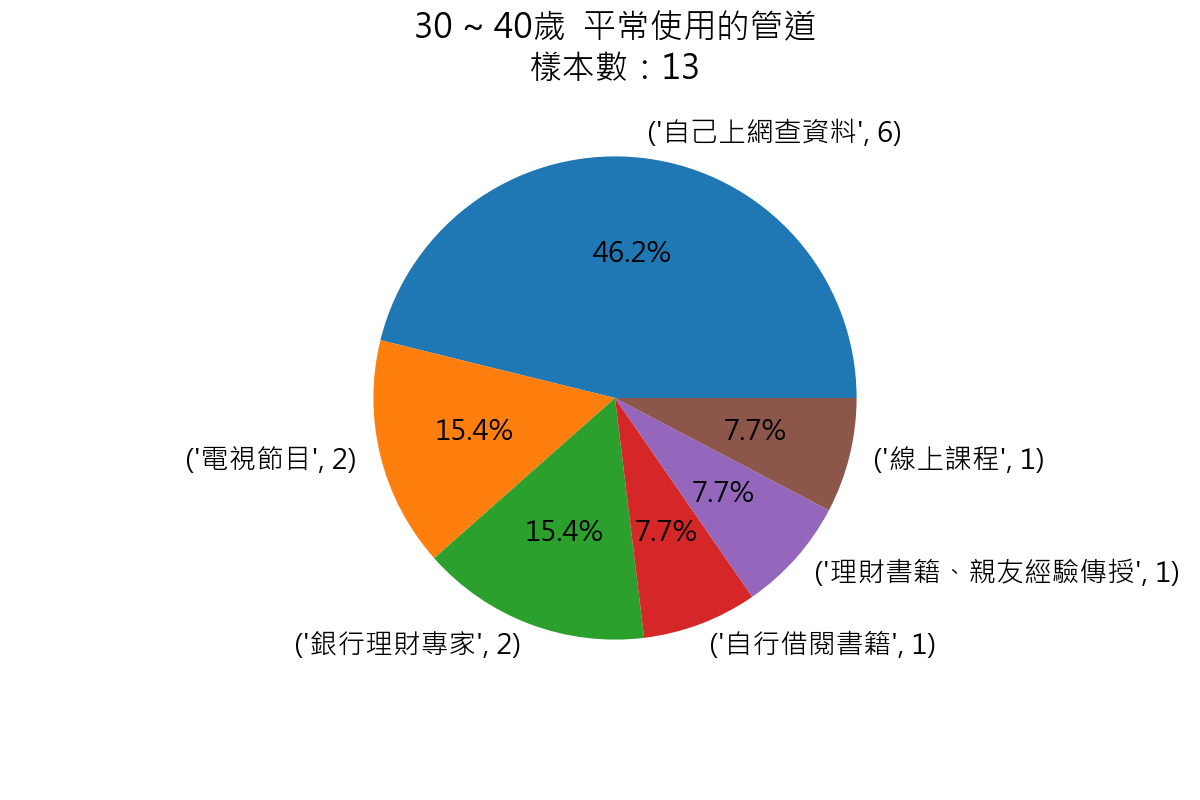 30 ~ 40歲 平常使用的管道
樣本數：13
('自己上網查資料', 6)
46.2%
15.4%
7.7%
('電視節目', 2)
('線上課程', 1)
7.7%
15.4%
7.7%
('理財書籍、親友經驗傳授', 1)
('銀行理財專家', 2)
('自行借閱書籍', 1)